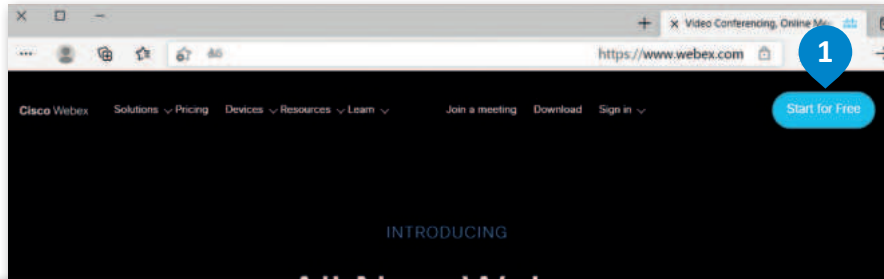 Video Conferencing, Online Me
https://www.webex.com
1
Cisco Webex Solutions Pricing Devices Resources Learn Join a meeting Download Sign in Start for Free
INTRODUCING